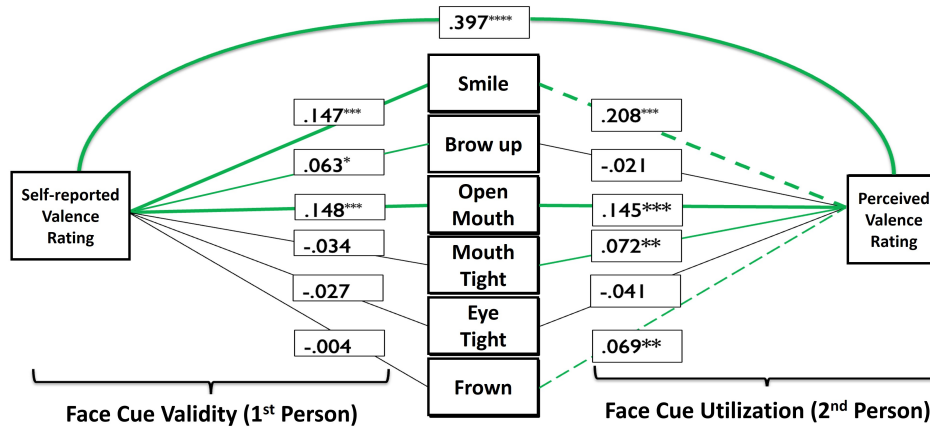 .397****
Smile
.147***
.208***
Brow up
.063*
-.021
Self-reported
Valence
Rating
Open
Mouth
.148***
.145***
Perceived
Valence
Rating
-.034
Mouth
Tight
.072**
-.027
Eye
Tight
-.041
-.004
Frown
.069**
Face Cue Validity (1st Person)
Face Cue Utilization (2nd Person)